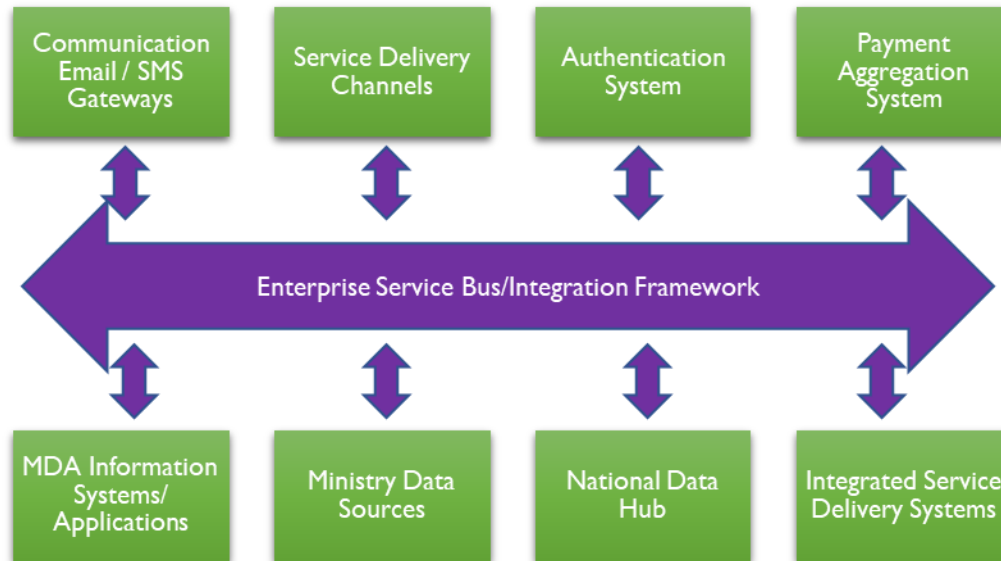 Communication
Email / SMS
Gateways
Service Delivery
Channels
Authentication
System
Payment
Aggregation
System
Enterprise Service Bus/Integration Framework
MDA Information
Systems/
Applications
Ministry Data
Sources
National Data
Hub
Integrated Service
Delivery Systems